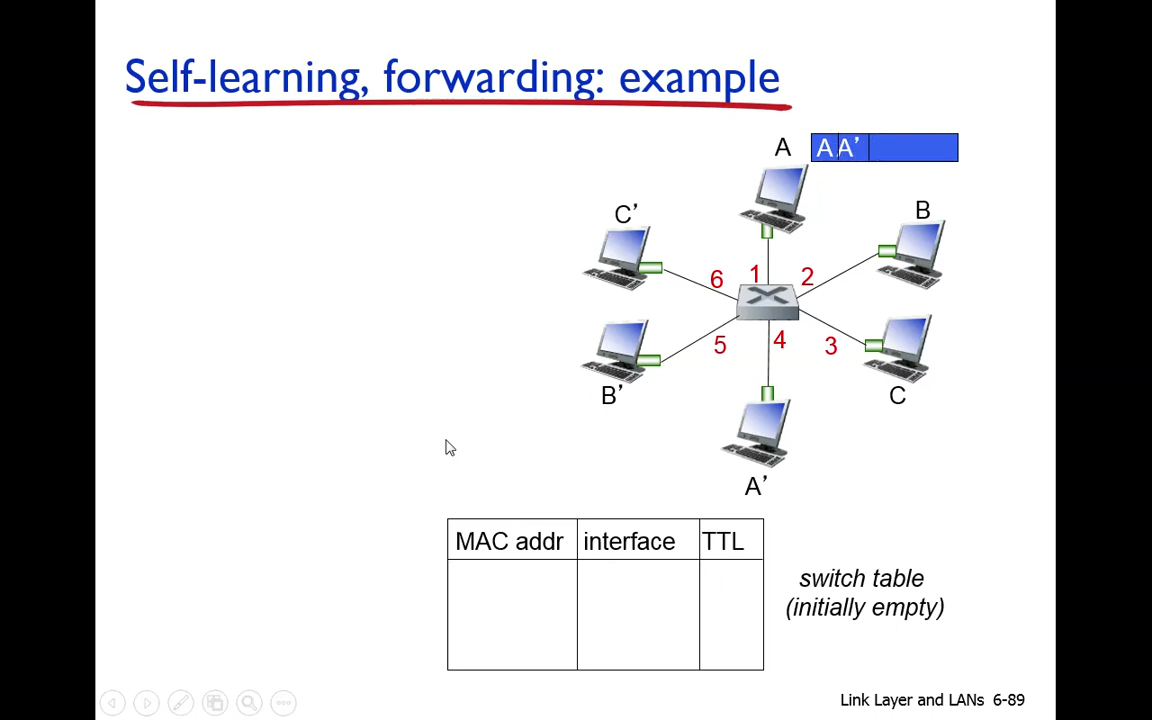 Self-learning, forwarding: example
A
A A’
C’
B
6
1
2
5
4
3
B’
C
A’
MAC addr interface TTL
switch table
(initially empty)
Link Layer and LANs 6-89